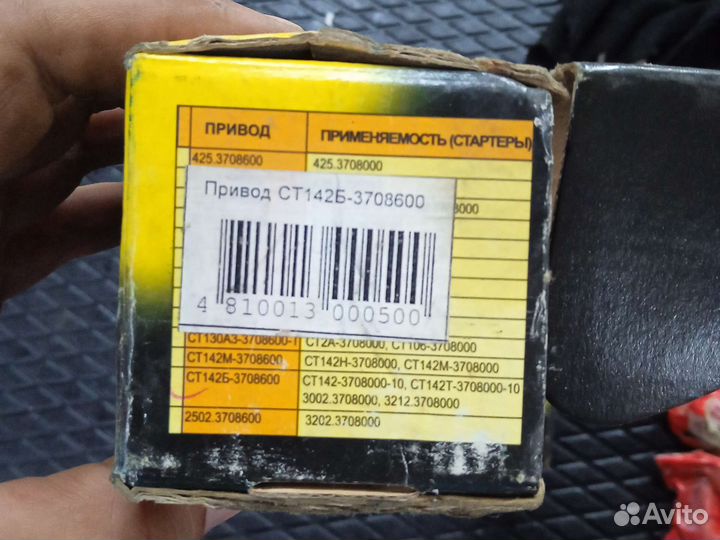 ПРИВОД ПРИМЕНЯЕМОСТЬ (СТАРТЕРЫ)
425.3708600 425.3708000
Привод СТ142Б-3708600
8000
4 810013 000500
СТ130А3-3708600-1 СТ2А-3708000, СТ106-3708000
СТ142М-3708600 СТ142Н-3708000, СТ142М-3708000
СТ142Б-3708600 СТ142-3708000-10, СТ142Т-3708000-10
3002.3708000, 3212.3708000
2502.3708600 3202.3708000
Avito